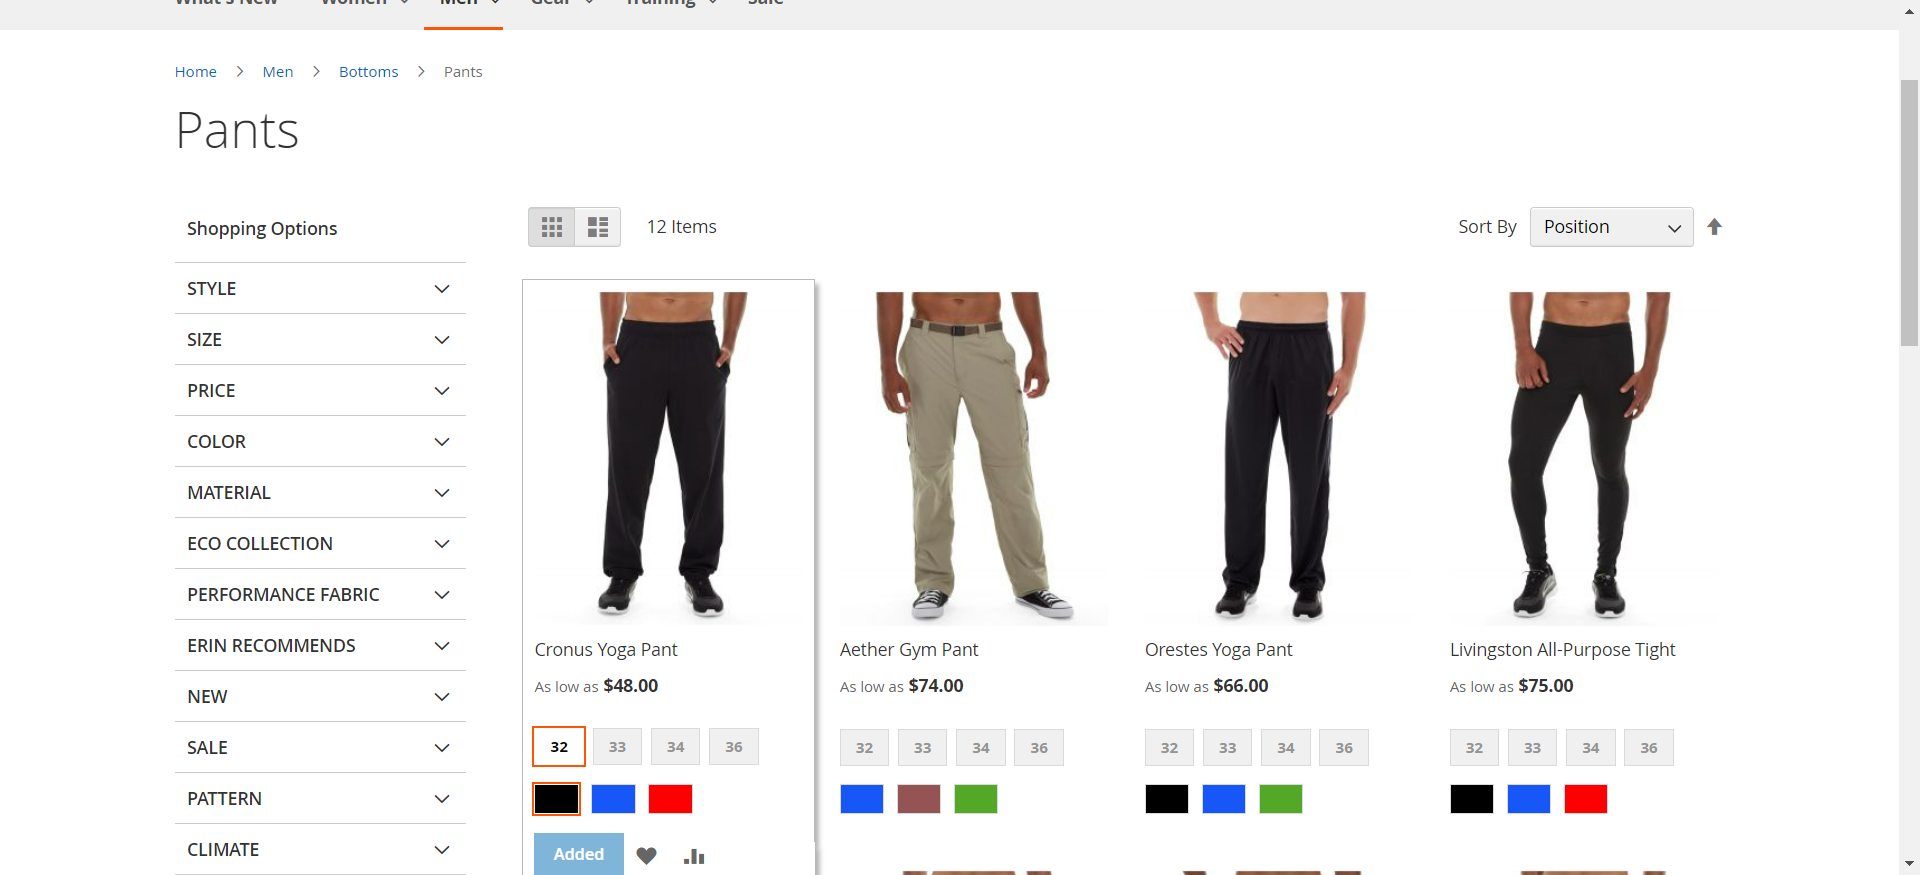 What's New Women Men Gear Training Sale
Home Men Bottoms Pants
Pants
Shopping Options
STYLE
SIZE
PRICE
COLOR
MATERIAL
ECO COLLECTION
PERFORMANCE FABRIC
ERIN RECOMMENDS
NEW
SALE
PATTERN
CLIMATE
12 Items
Sort By Position
Cronus Yoga Pant
As low as $48.00
32 33 34 36
Added
Aether Gym Pant
As low as $74.00
32 33 34 36
Orestes Yoga Pant
As low as $66.00
32 33 34 36
Livingston All-Purpose Tight
As low as $75.00
32 33 34 36